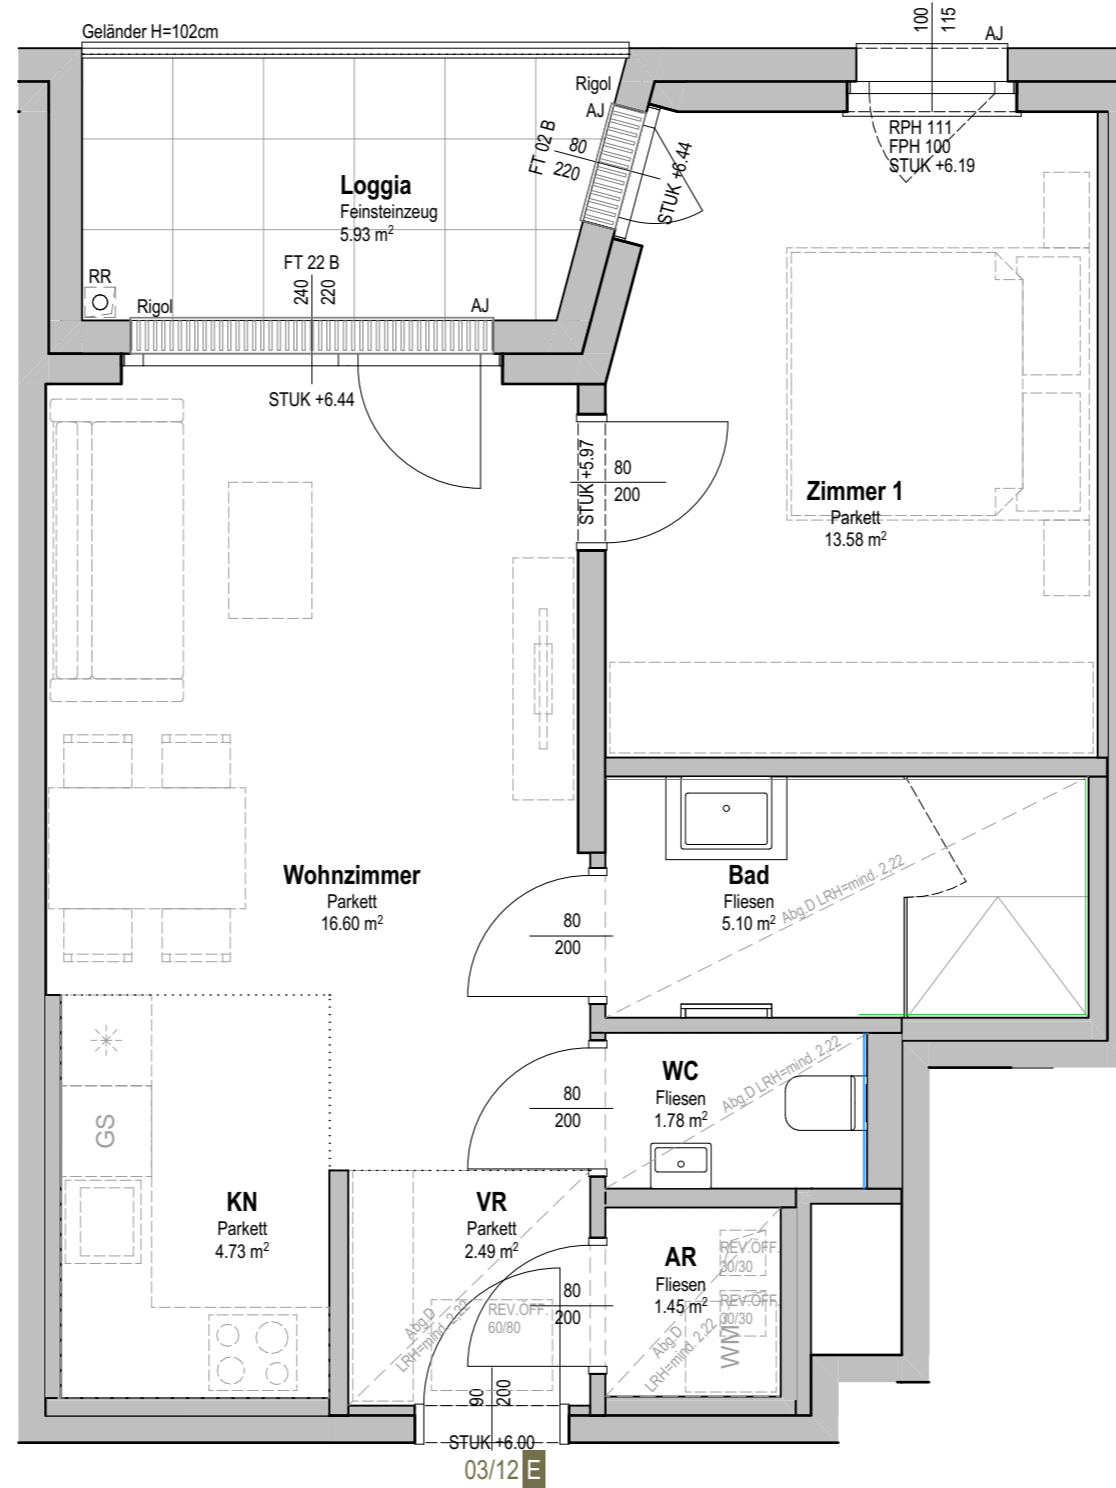 Geländer H=102cm
100
115
AJ
Rigol
AJ
FT 02 B
80
220
STUK +6.44
RPH 111
FPH 100
STUK +6.19
Loggia
Feinsteinzeug
5.93 m²
FT 22 B
240
220
RR
Rigol
AJ
STUK +6.44
STUK +5.97
80
200
Zimmer 1
Parkett
13.58 m²
Wohnzimmer
Parkett
16.60 m²
80
200
Bad
Fliesen
5.10 m²
Abg.D LRH=mind. 2,22
WC
Fliesen
1.78 m²
Abg.D LRH=mind. 2,22
80
200
GS
KN
Parkett
4.73 m²
VR
Parkett
2.49 m²
Abg.D
LRH=mind. 2,22
REV.ÖFF.
60/80
80
200
AR
Fliesen
1.45 m²
REV.ÖFF.
30/30
REV.ÖFF.
30/30
Abg.D
LRH=mind. 2,22
WM
90
200
STUK +6.00
03/12 E